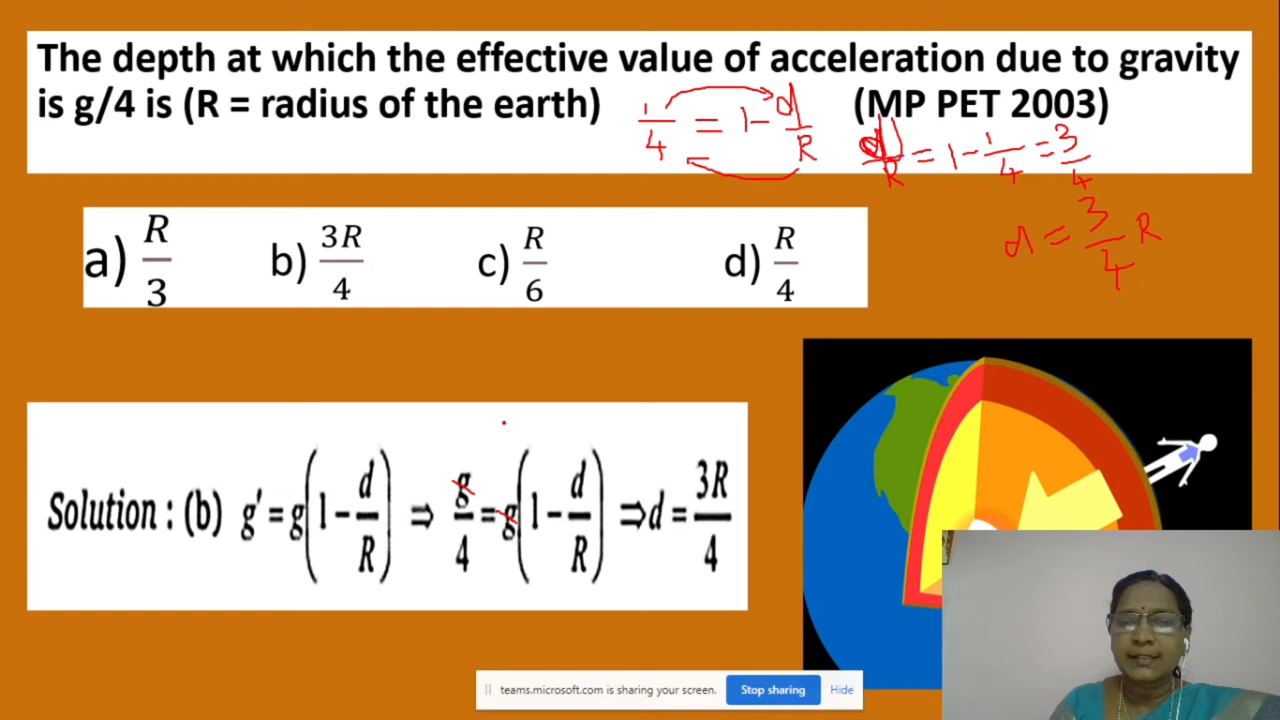 The depth at which the effective value of acceleration due to gravity
is g/4 is (R = radius of the earth) (MP PET 2003)
1/4 = 1 - d/R
d/R = 1 - 1/4 = 3/4
d = 3/4 R
a) R/3 b) 3R/4 c) R/6 d) R/4
Solution : (b) g' = g(1 - d/R) ⇒ g/4 = g(1 - d/R) ⇒ d = 3R/4
teams.microsoft.com is sharing your screen. Stop sharing Hide